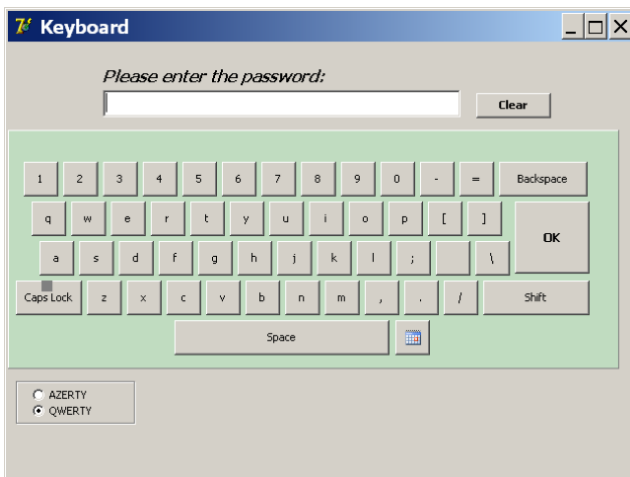 Keyboard
Please enter the password:
Clear
1 2 3 4 5 6 7 8 9 0 - = Backspace
q w e r t y u i o p [ ]
OK
a s d f g h j k l ; \
Caps Lock z x c v b n m , . / Shift
Space
AZERTY
QWERTY